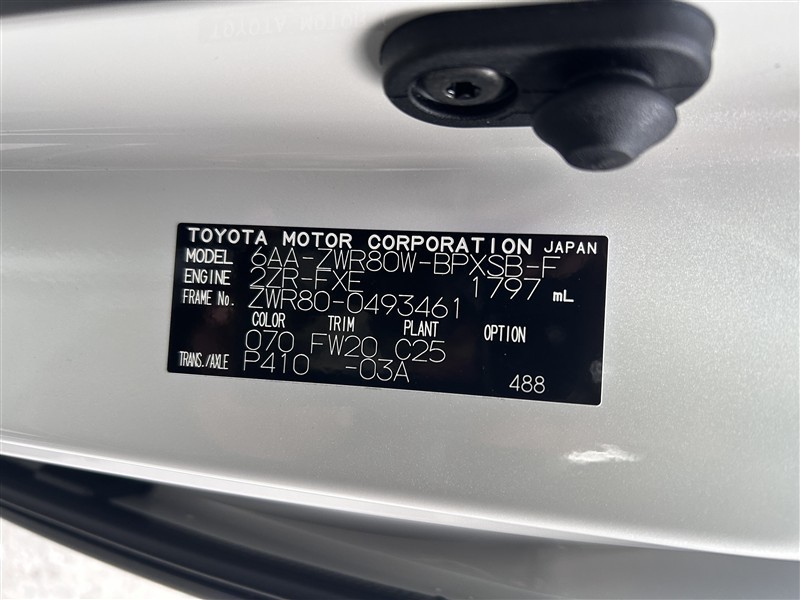 TOYOTA MOTOR CORPORATION JAPAN
MODEL 6AA-ZWR80W-BPXSB-F
ENGINE 2ZR-FXE 1797 mL
FRAME No. ZWR80-0493461
COLOR TRIM PLANT OPTION
070 FW20 C25
TRANS./AXLE P410 -03A
488